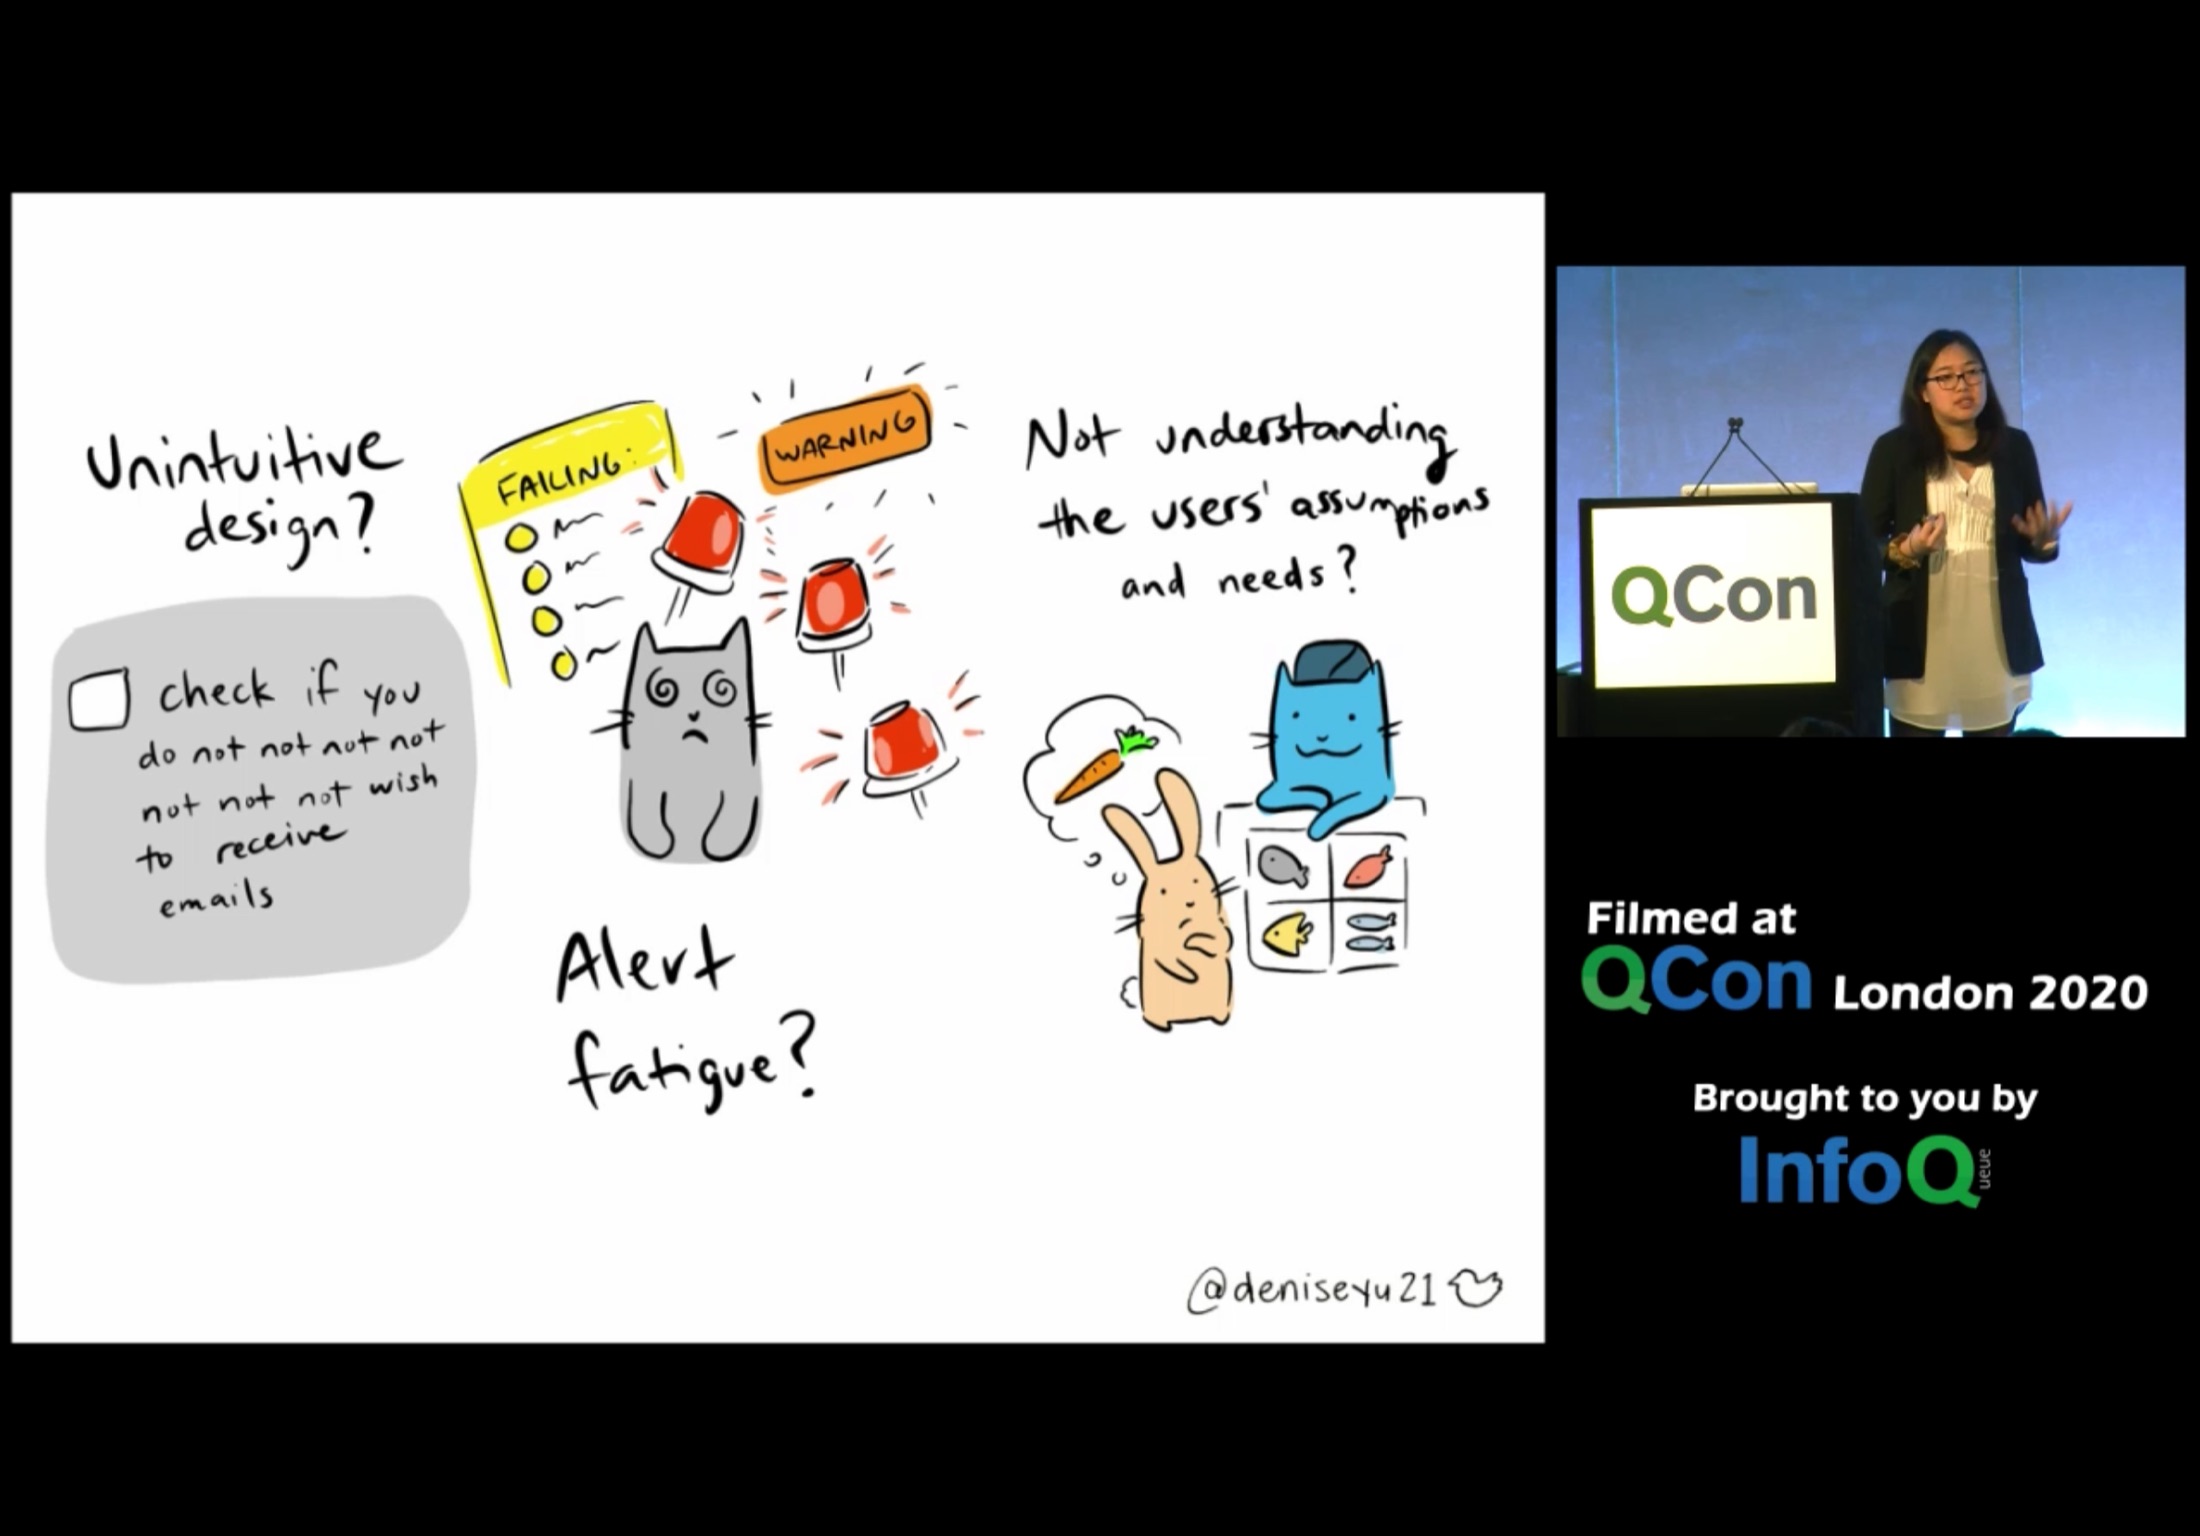 Unintuitive
design?
check if you
do not not not not
not not not wish
to receive
emails
FAILING:
WARNING
Alert
fatigue?
Not understanding
the users' assumptions
and needs?
@deniseyu21
QCon
Filmed at
QCon London 2020
Brought to you by
InfoQ
ueue